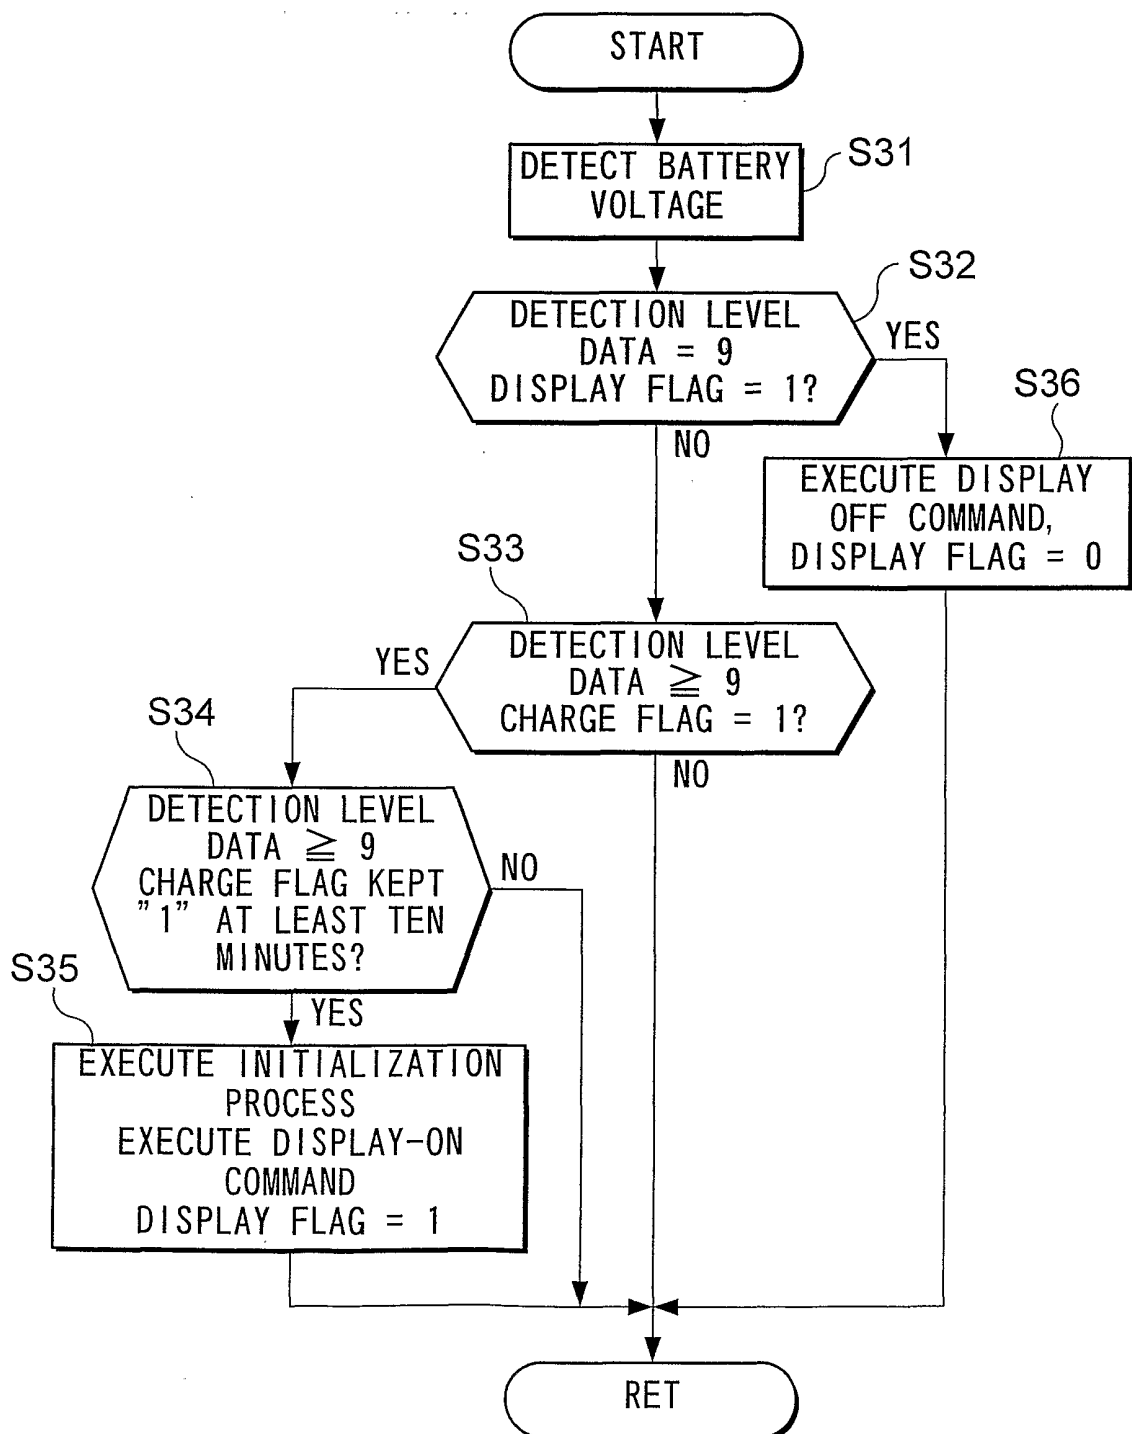 START
S31
DETECT BATTERY
VOLTAGE
S32
DETECTION LEVEL
DATA = 9
DISPLAY FLAG = 1?
YES
NO
S36
EXECUTE DISPLAY
OFF COMMAND,
DISPLAY FLAG = 0
S33
DETECTION LEVEL
DATA ≧ 9
CHARGE FLAG = 1?
YES
NO
S34
DETECTION LEVEL
DATA ≧ 9
CHARGE FLAG KEPT
"1" AT LEAST TEN
MINUTES?
NO
YES
S35
EXECUTE INITIALIZATION
PROCESS
EXECUTE DISPLAY-ON
COMMAND
DISPLAY FLAG = 1
RET